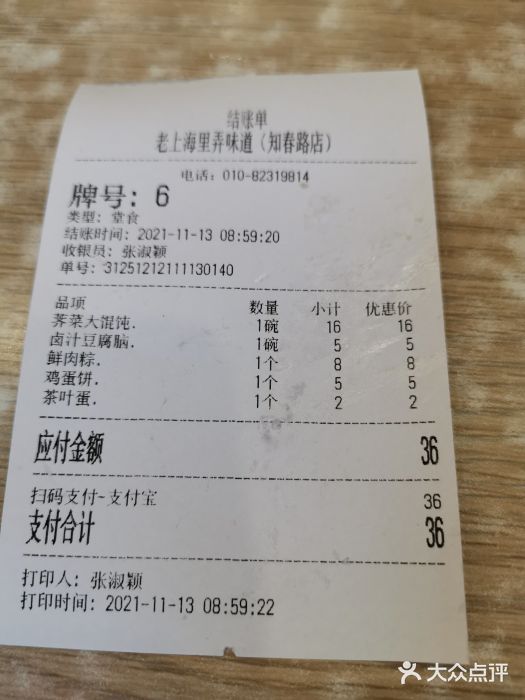 结账单
老上海里弄味道（知春路店）
电话：010-82319814
牌号：6
类型：堂食
结账时间：2021-11-13 08:59:20
收银员：张淑颖
单号：31251212111130140
品项 数量 小计 优惠价
荠菜大馄饨. 1碗 16 16
卤汁豆腐脑. 1碗 5 5
鲜肉粽. 1个 8 8
鸡蛋饼. 1个 5 5
茶叶蛋. 1个 2 2
应付金额 36
扫码支付-支付宝 36
支付合计 36
打印人：张淑颖
打印时间：2021-11-13 08:59:22
大众点评